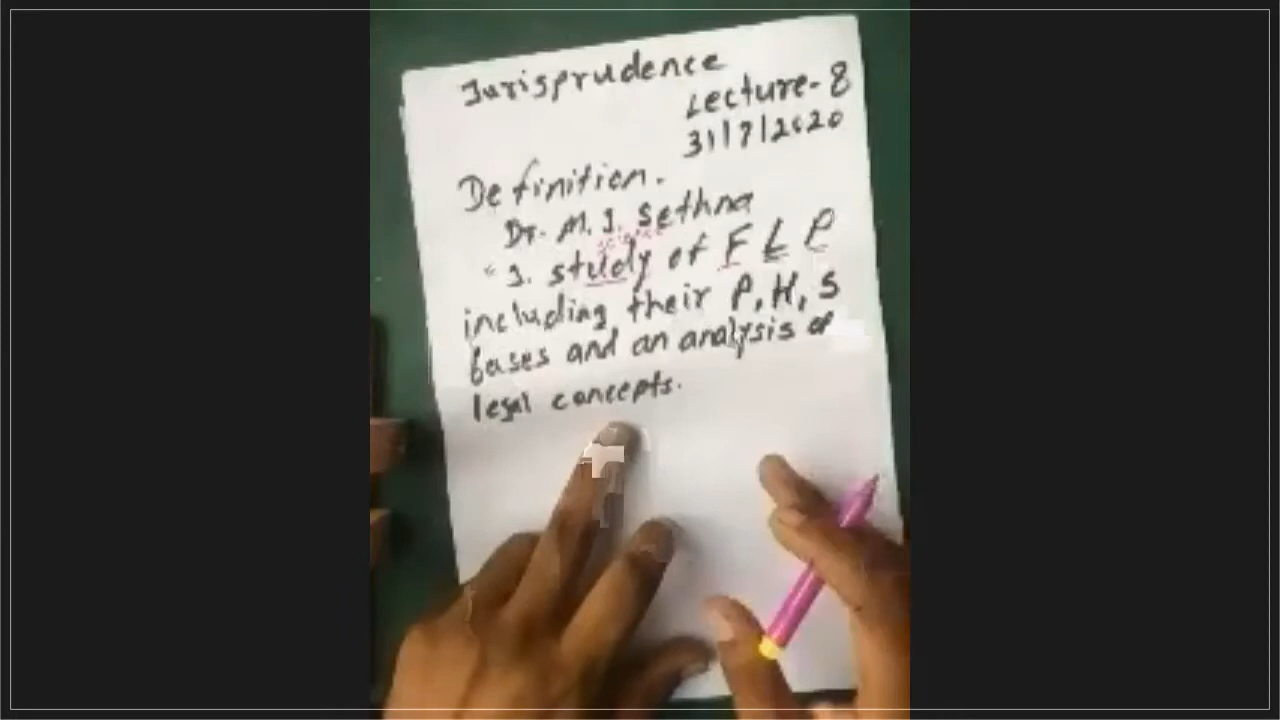 Jurisprudence
Lecture-8
31/7/2020
Definition.
Dr. M. J. Sethna
science
"J. study of F L P
including their P, H, S
bases and an analysis of
legal concepts.